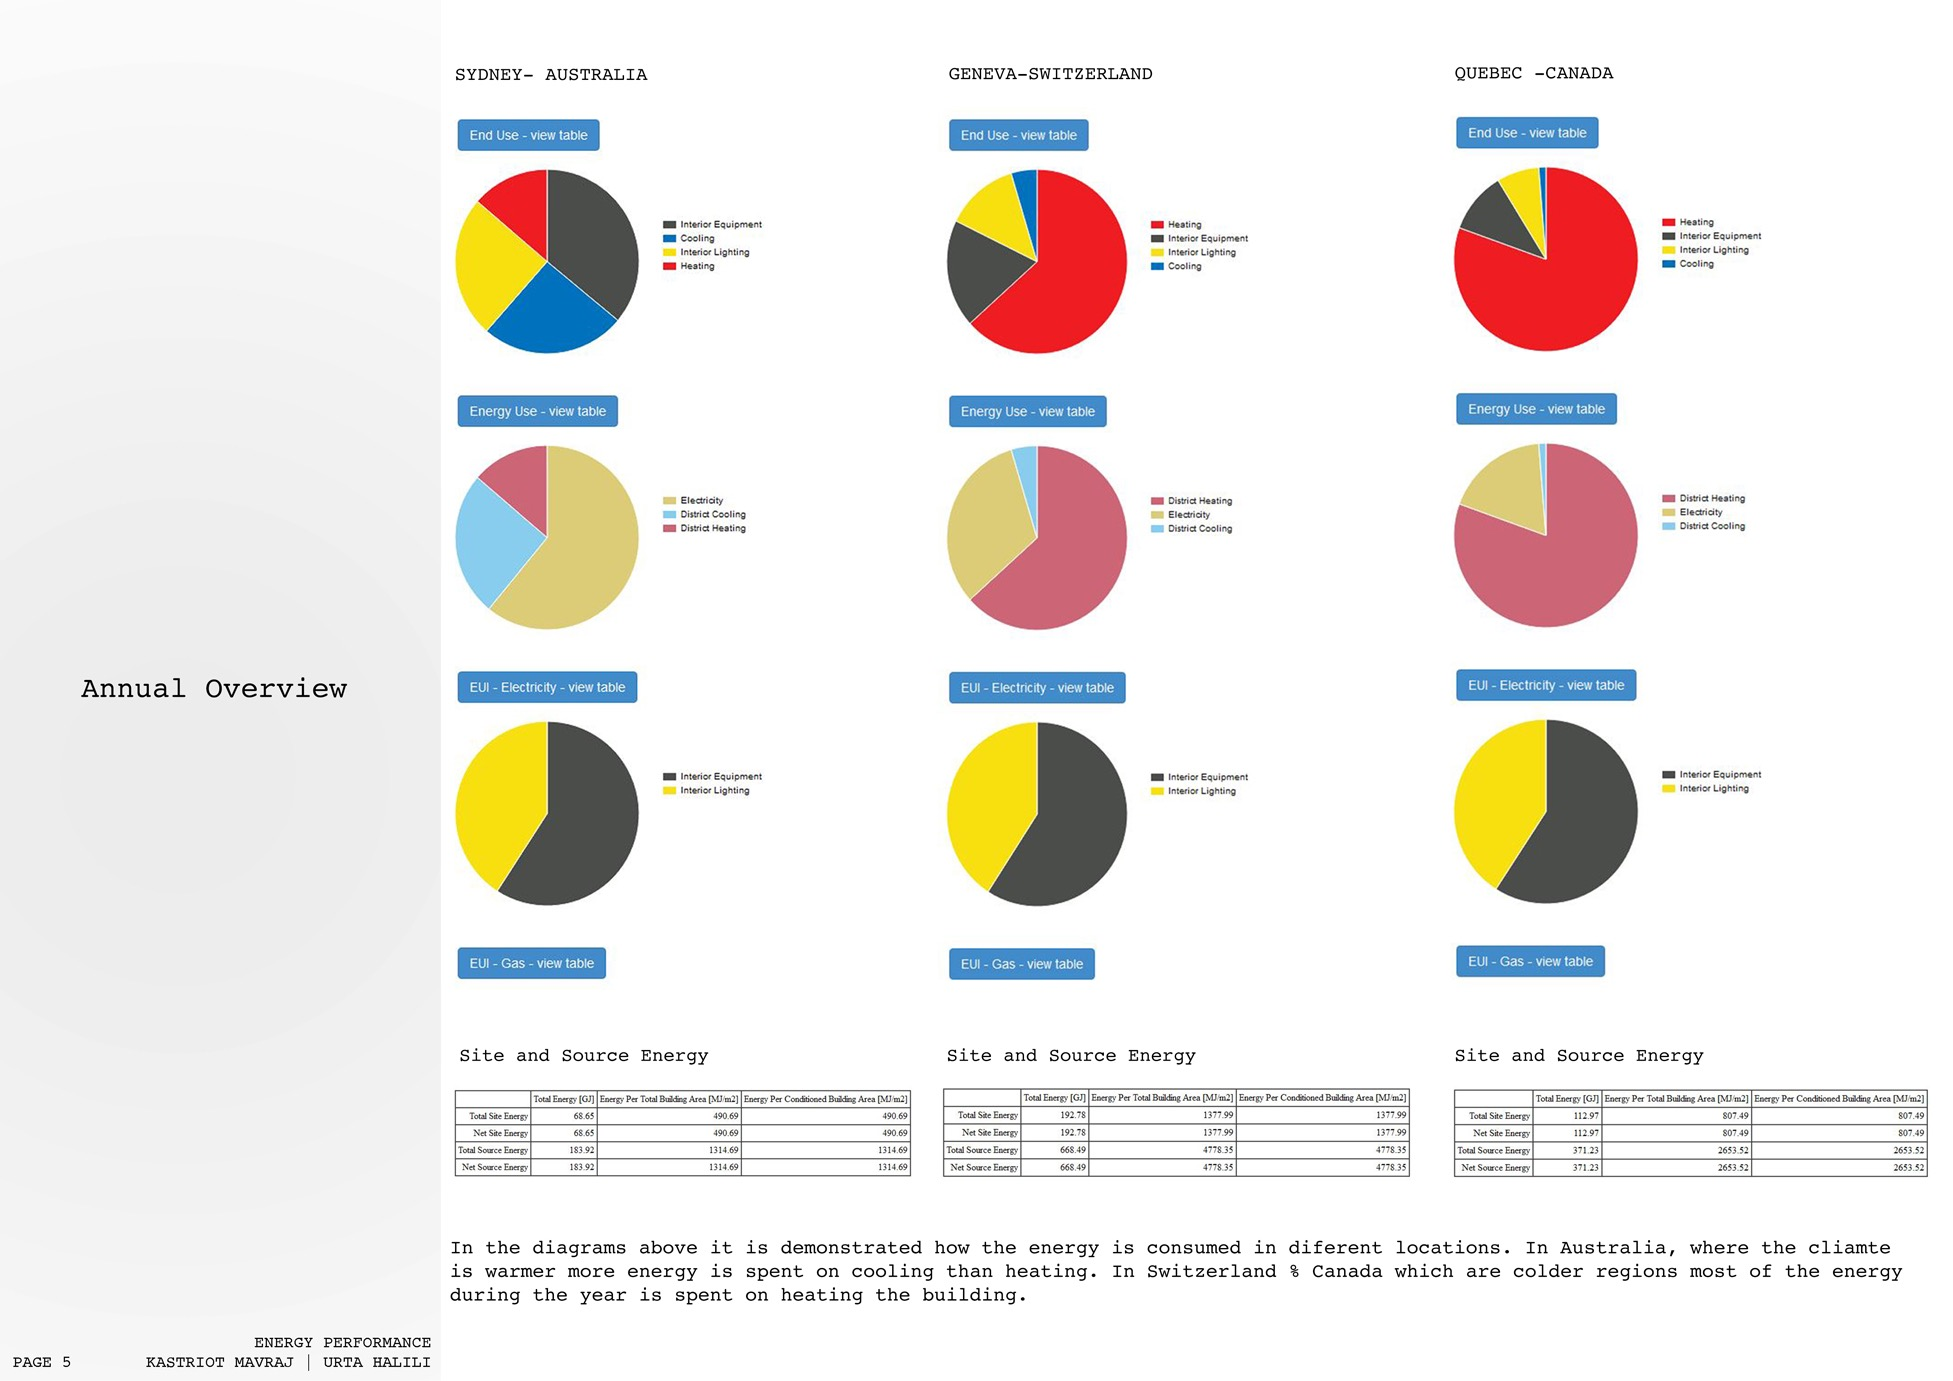 Annual Overview
PAGE 5
ENERGY PERFORMANCE
KASTRIOT MAVRAJ | URTA HALILI
SYDNEY- AUSTRALIA
End Use - view table
Interior Equipment
Cooling
Interior Lighting
Heating
Energy Use - view table
Electricity
District Cooling
District Heating
EUI - Electricity - view table
Interior Equipment
Interior Lighting
EUI - Gas - view table
Site and Source Energy
Total Energy [GJ] Energy Per Total Building Area [MJ/m2] Energy Per Conditioned Building Area [MJ/m2]
Total Site Energy 68.65 490.69 490.69
Net Site Energy 68.65 490.69 490.69
Total Source Energy 183.92 1314.69 1314.69
Net Source Energy 183.92 1314.69 1314.69
GENEVA-SWITZERLAND
End Use - view table
Heating
Interior Equipment
Interior Lighting
Cooling
Energy Use - view table
District Heating
Electricity
District Cooling
EUI - Electricity - view table
Interior Equipment
Interior Lighting
EUI - Gas - view table
Site and Source Energy
Total Energy [GJ] Energy Per Total Building Area [MJ/m2] Energy Per Conditioned Building Area [MJ/m2]
Total Site Energy 192.78 1377.99 1377.99
Net Site Energy 192.78 1377.99 1377.99
Total Source Energy 668.49 4778.35 4778.35
Net Source Energy 668.49 4778.35 4778.35
QUEBEC -CANADA
End Use - view table
Heating
Interior Equipment
Interior Lighting
Cooling
Energy Use - view table
District Heating
Electricity
District Cooling
EUI - Electricity - view table
Interior Equipment
Interior Lighting
EUI - Gas - view table
Site and Source Energy
Total Energy [GJ] Energy Per Total Building Area [MJ/m2] Energy Per Conditioned Building Area [MJ/m2]
Total Site Energy 112.97 807.49 807.49
Net Site Energy 112.97 807.49 807.49
Total Source Energy 371.23 2653.52 2653.52
Net Source Energy 371.23 2653.52 2653.52
In the diagrams above it is demonstrated how the energy is consumed in diferent locations. In Australia, where the cliamte
is warmer more energy is spent on cooling than heating. In Switzerland % Canada which are colder regions most of the energy
during the year is spent on heating the building.